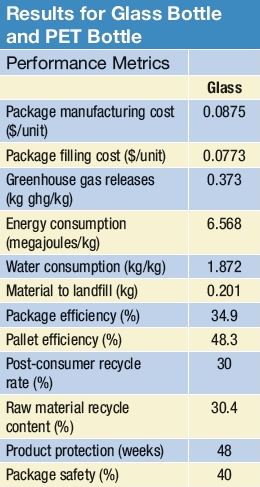 Results for Glass Bottle
and PET Bottle
Performance Metrics
Glass
Package manufacturing cost
($/unit) 0.0875
Package filling cost ($/unit) 0.0773
Greenhouse gas releases
(kg ghg/kg) 0.373
Energy consumption
(megajoules/kg) 6.568
Water consumption (kg/kg) 1.872
Material to landfill (kg) 0.201
Package efficiency (%) 34.9
Pallet efficiency (%) 48.3
Post-consumer recycle
rate (%) 30
Raw material recycle
content (%) 30.4
Product protection (weeks) 48
Package safety (%) 40